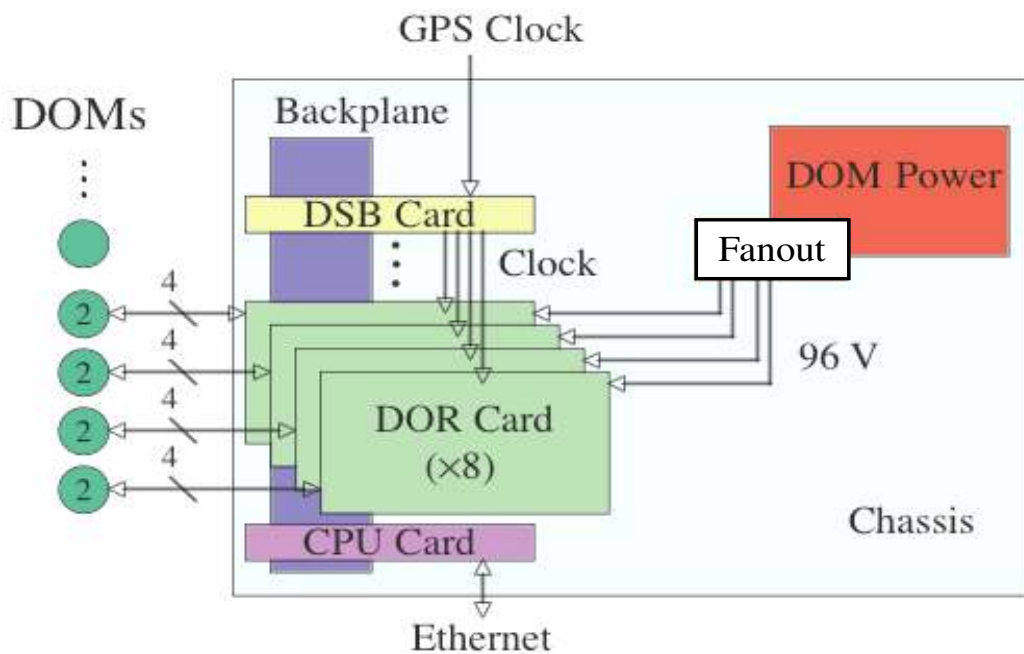 GPS Clock
DOMs
Backplane
DOM Power
DSB Card
Fanout
Clock
4
2
4
2
96 V
4
2
DOR Card
(×8)
4
2
Chassis
CPU Card
Ethernet